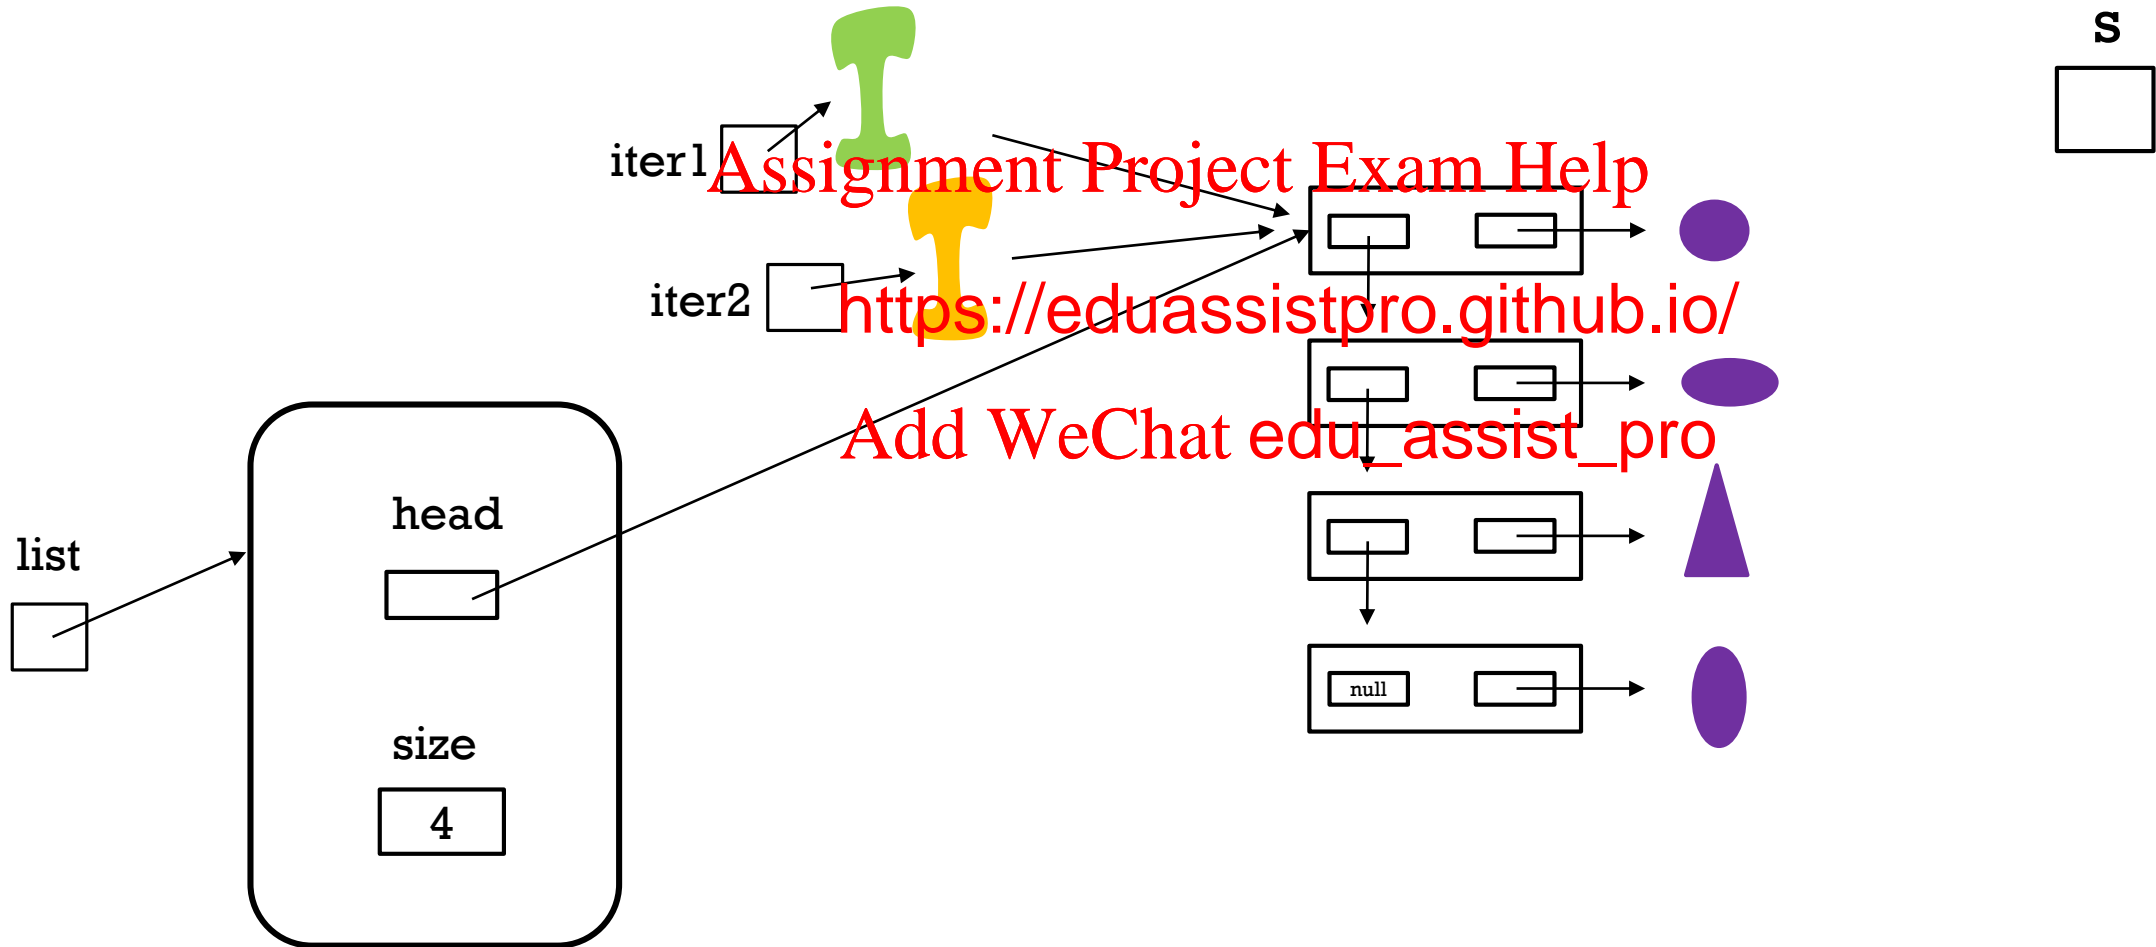 S
iter1
Assignment Project Exam Help
iter2
https://eduassistpro.github.io/
Add WeChat edu_assist_pro
head
list
null
size
4